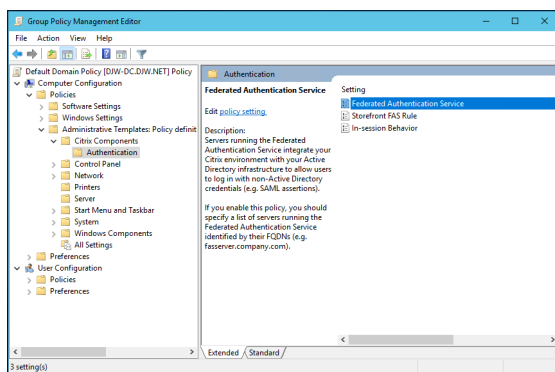 Group Policy Management Editor
File Action View Help
Default Domain Policy [DJW-DC.DJW.NET] Policy
Computer Configuration
Policies
Software Settings
Windows Settings
Administrative Templates: Policy definit
Citrix Components
Authentication
Control Panel
Network
Printers
Server
Start Menu and Taskbar
System
Windows Components
All Settings
Preferences
User Configuration
Policies
Preferences
Authentication
Federated Authentication Service
Edit policy setting.
Description:
Servers running the Federated
Authentication Service integrate your
Citrix environment with your Active
Directory infrastructure to allow users
to log in with non-Active Directory
credentials (e.g. SAML assertions).
If you enable this policy, you should
specify a list of servers running the
Federated Authentication Service
identified by their FQDNs (e.g.
fasserver.company.com).
Setting
Federated Authentication Service
Storefront FAS Rule
In-session Behavior
Extended Standard
3 setting(s)